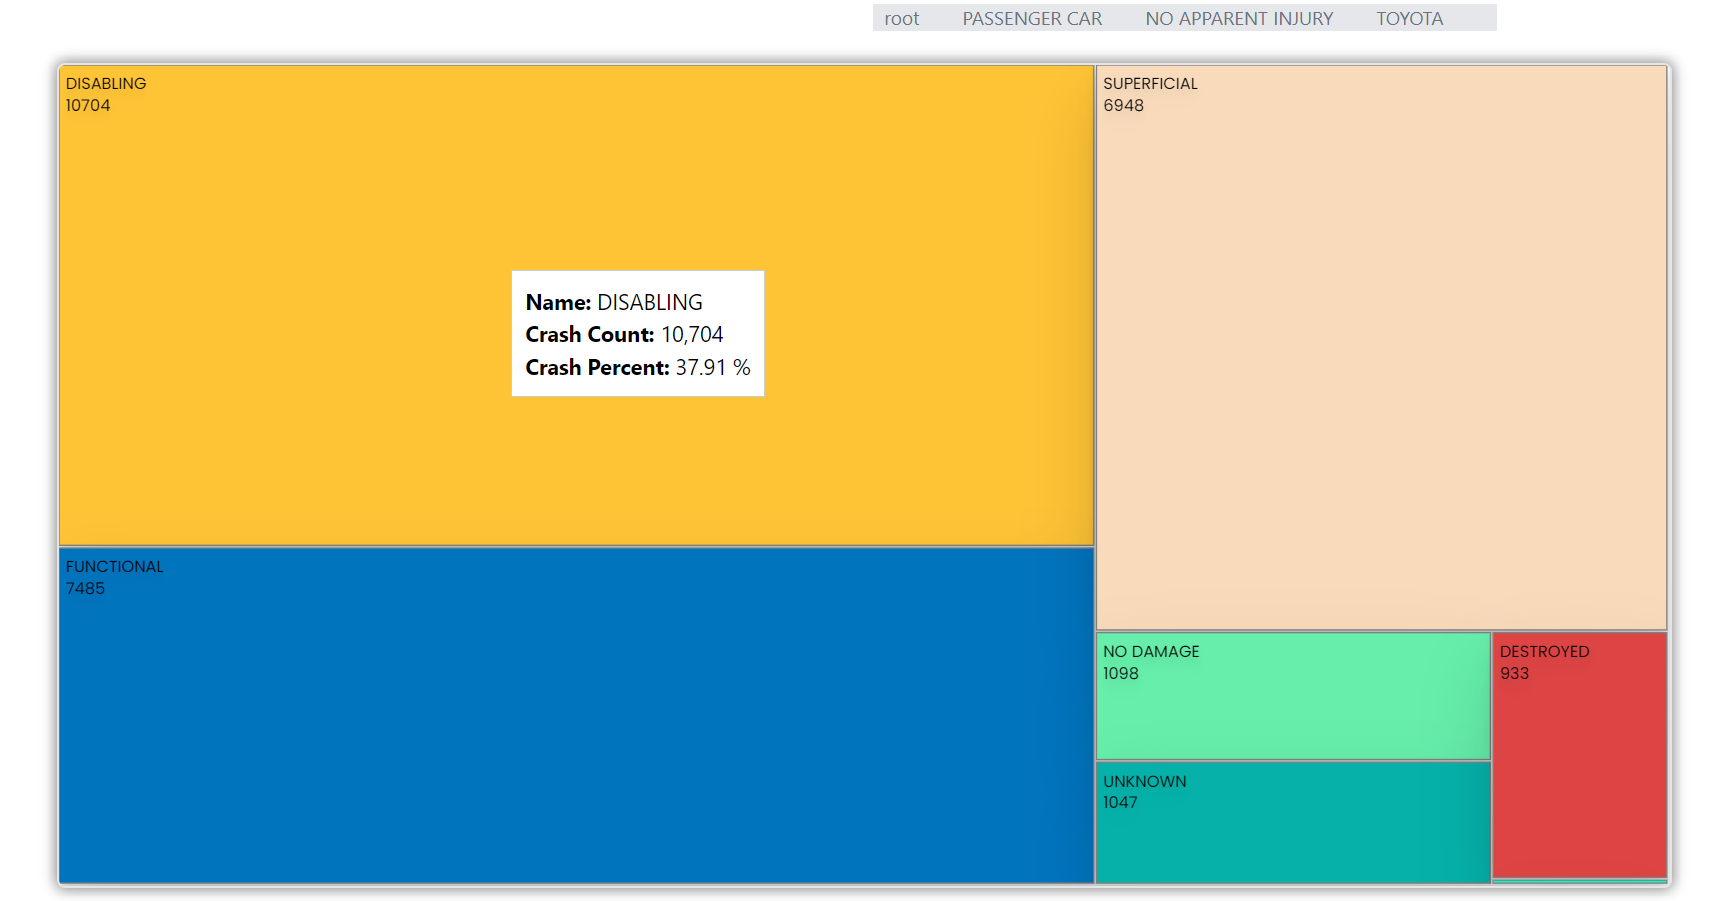 root PASSENGER CAR NO APPARENT INJURY TOYOTA
DISABLING
10704
SUPERFICIAL
6948
Name: DISABLING
Crash Count: 10,704
Crash Percent: 37.91 %
FUNCTIONAL
7485
NO DAMAGE
1098
DESTROYED
933
UNKNOWN
1047